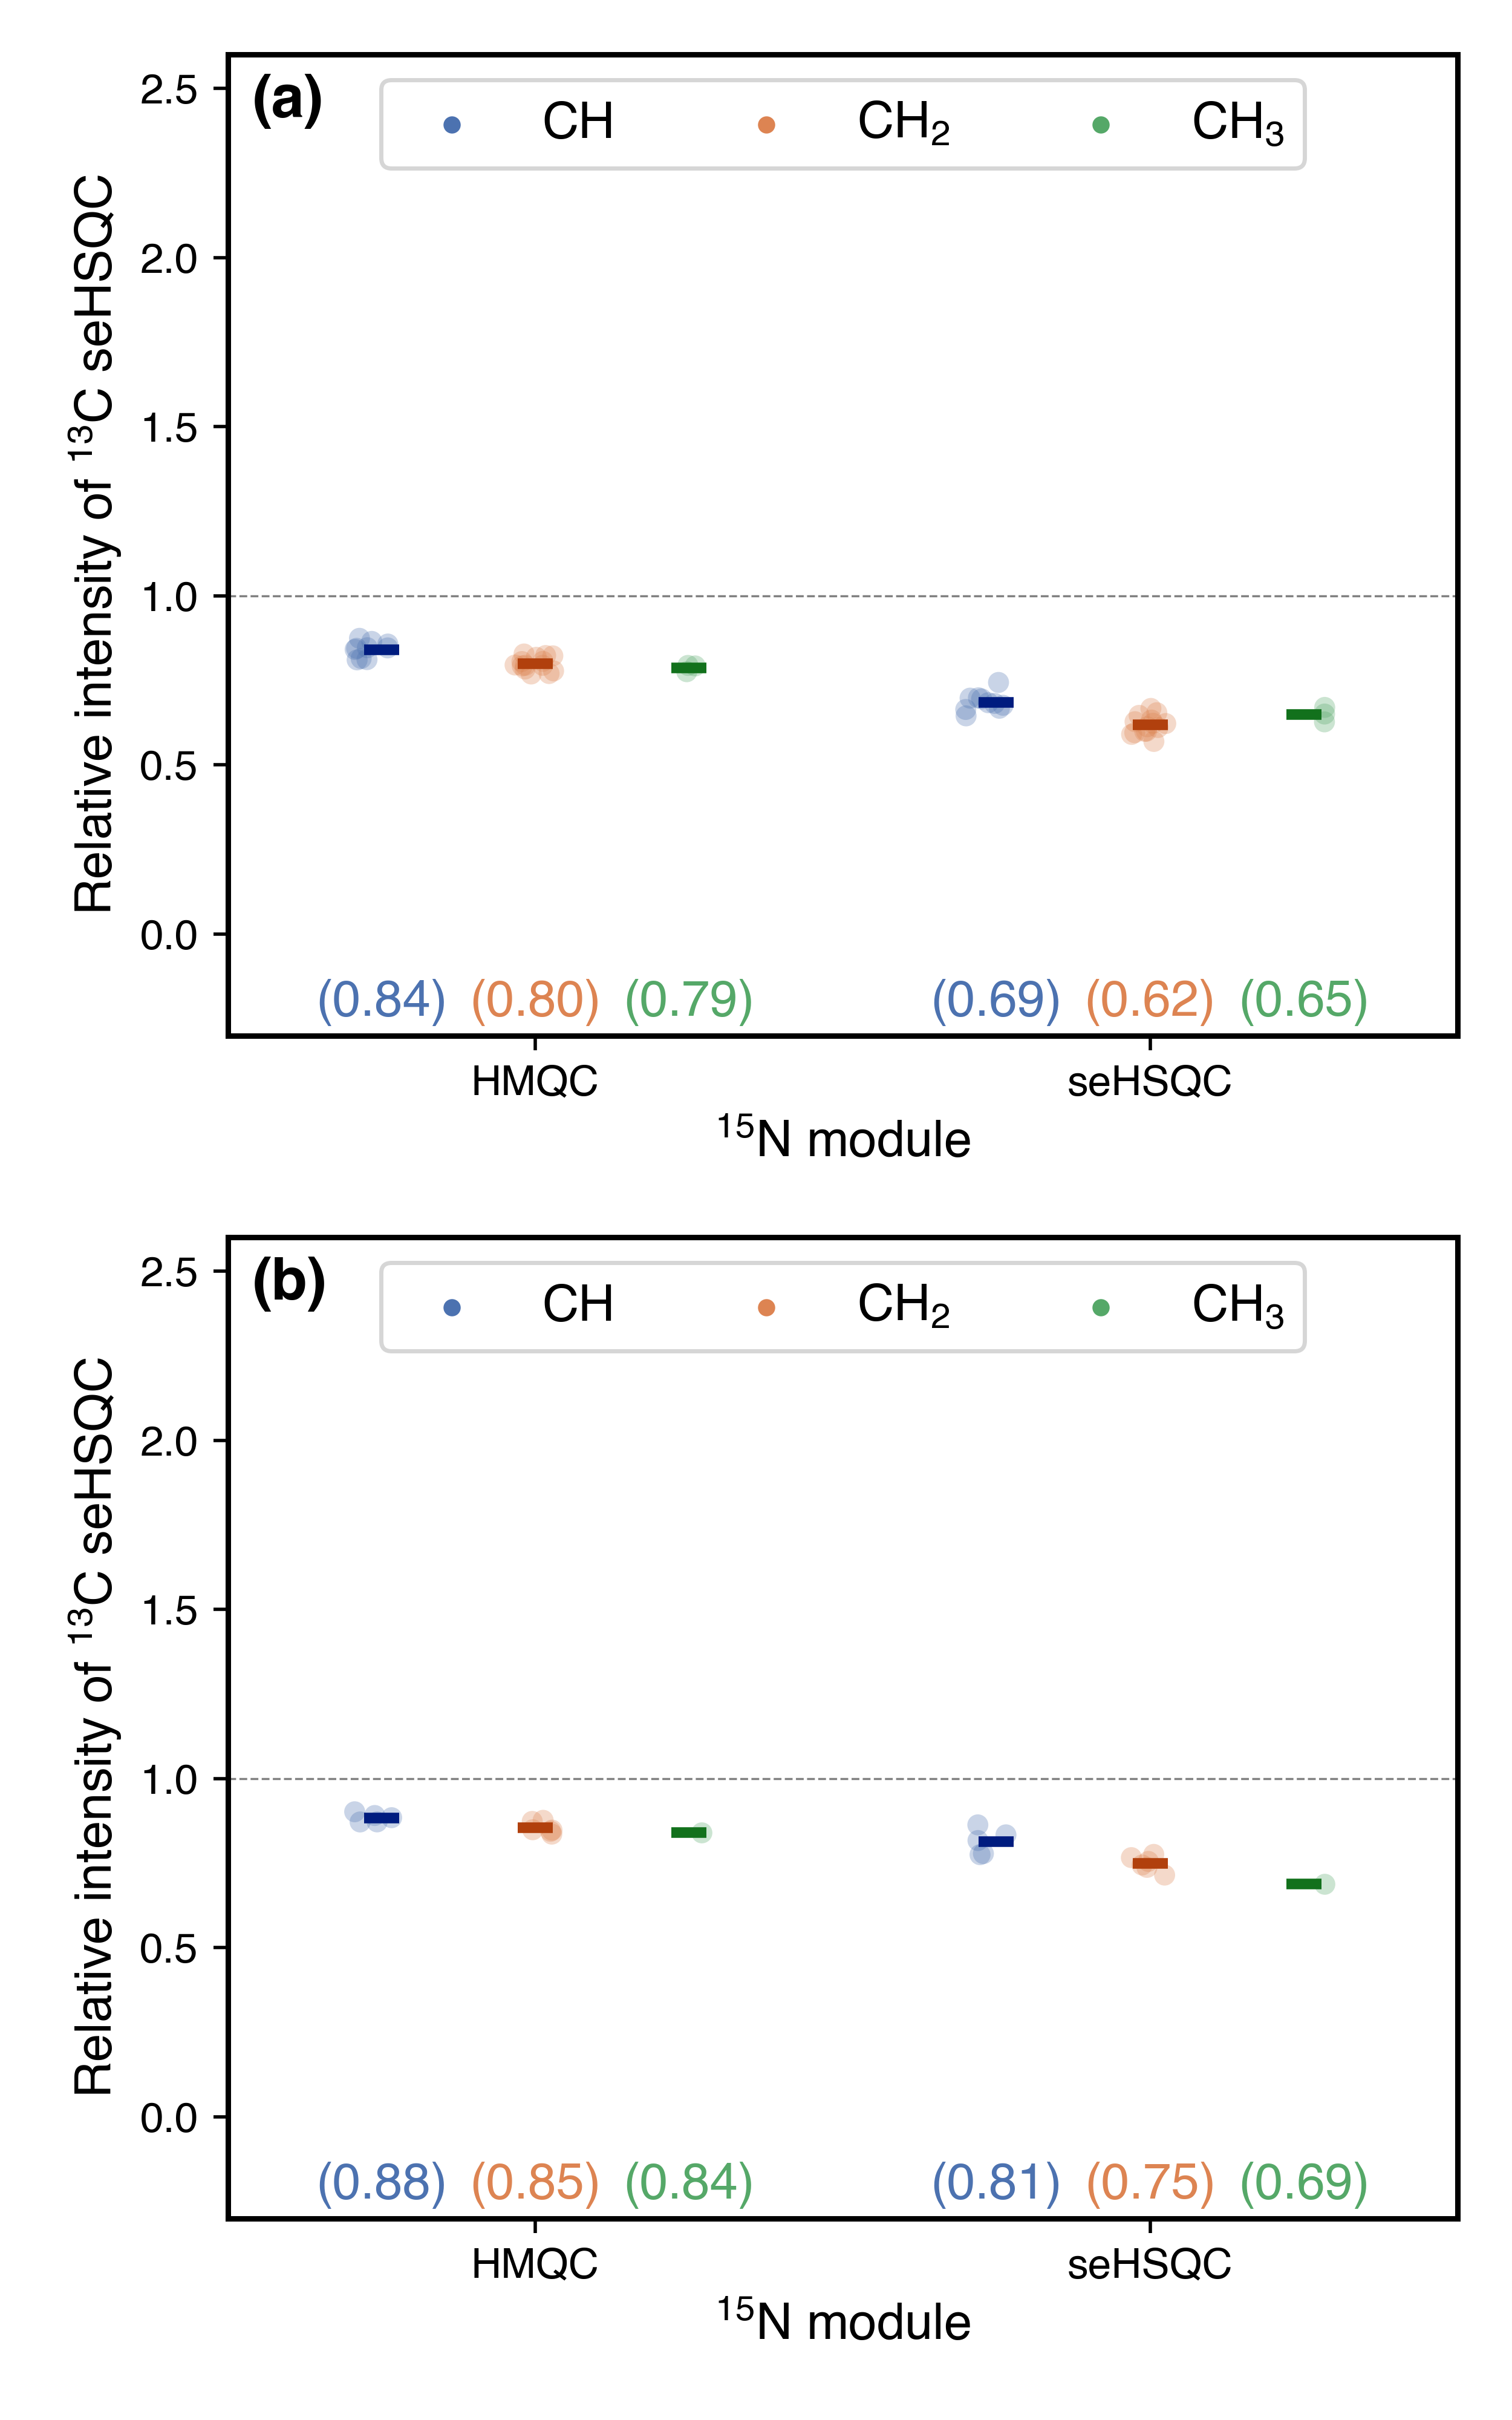 (a) CH CH₂ CH₃
Relative intensity of ¹³C seHSQC
2.5
2.0
1.5
1.0
0.5
0.0
(0.84) (0.80) (0.79) (0.69) (0.62) (0.65)
HMQC seHSQC
¹⁵N module
(b) CH CH₂ CH₃
Relative intensity of ¹³C seHSQC
2.5
2.0
1.5
1.0
0.5
0.0
(0.88) (0.85) (0.84) (0.81) (0.75) (0.69)
HMQC seHSQC
¹⁵N module